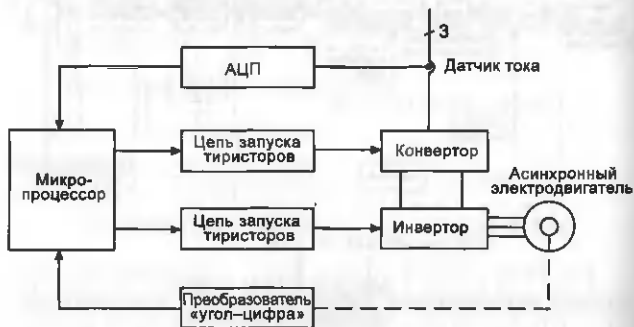 3
АЦП
Датчик тока
Цепь запуска
тиристоров
Конвертор
Микро-
процессор
Асинхронный
электродвигатель
Цепь запуска
тиристоров
Инвертор
Преобразователь
«угол–цифра»